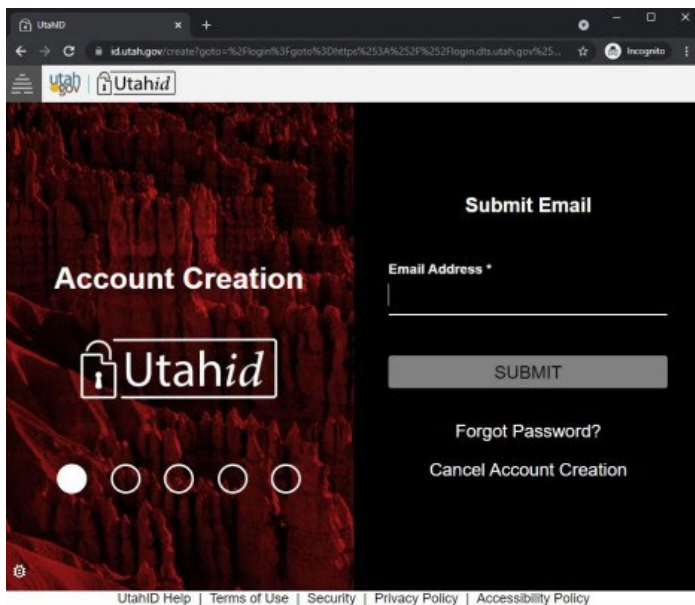 UtahID
id.utah.gov/create?goto=%2Flogin%3Fgoto%3Dhttps%253A%252F%252Flogin.dts.utah.gov%25...
Incognito
utah
gov
Utahid
Submit Email
Account Creation
Email Address *
Utahid
SUBMIT
Forgot Password?
Cancel Account Creation
UtahID Help | Terms of Use | Security | Privacy Policy | Accessibility Policy